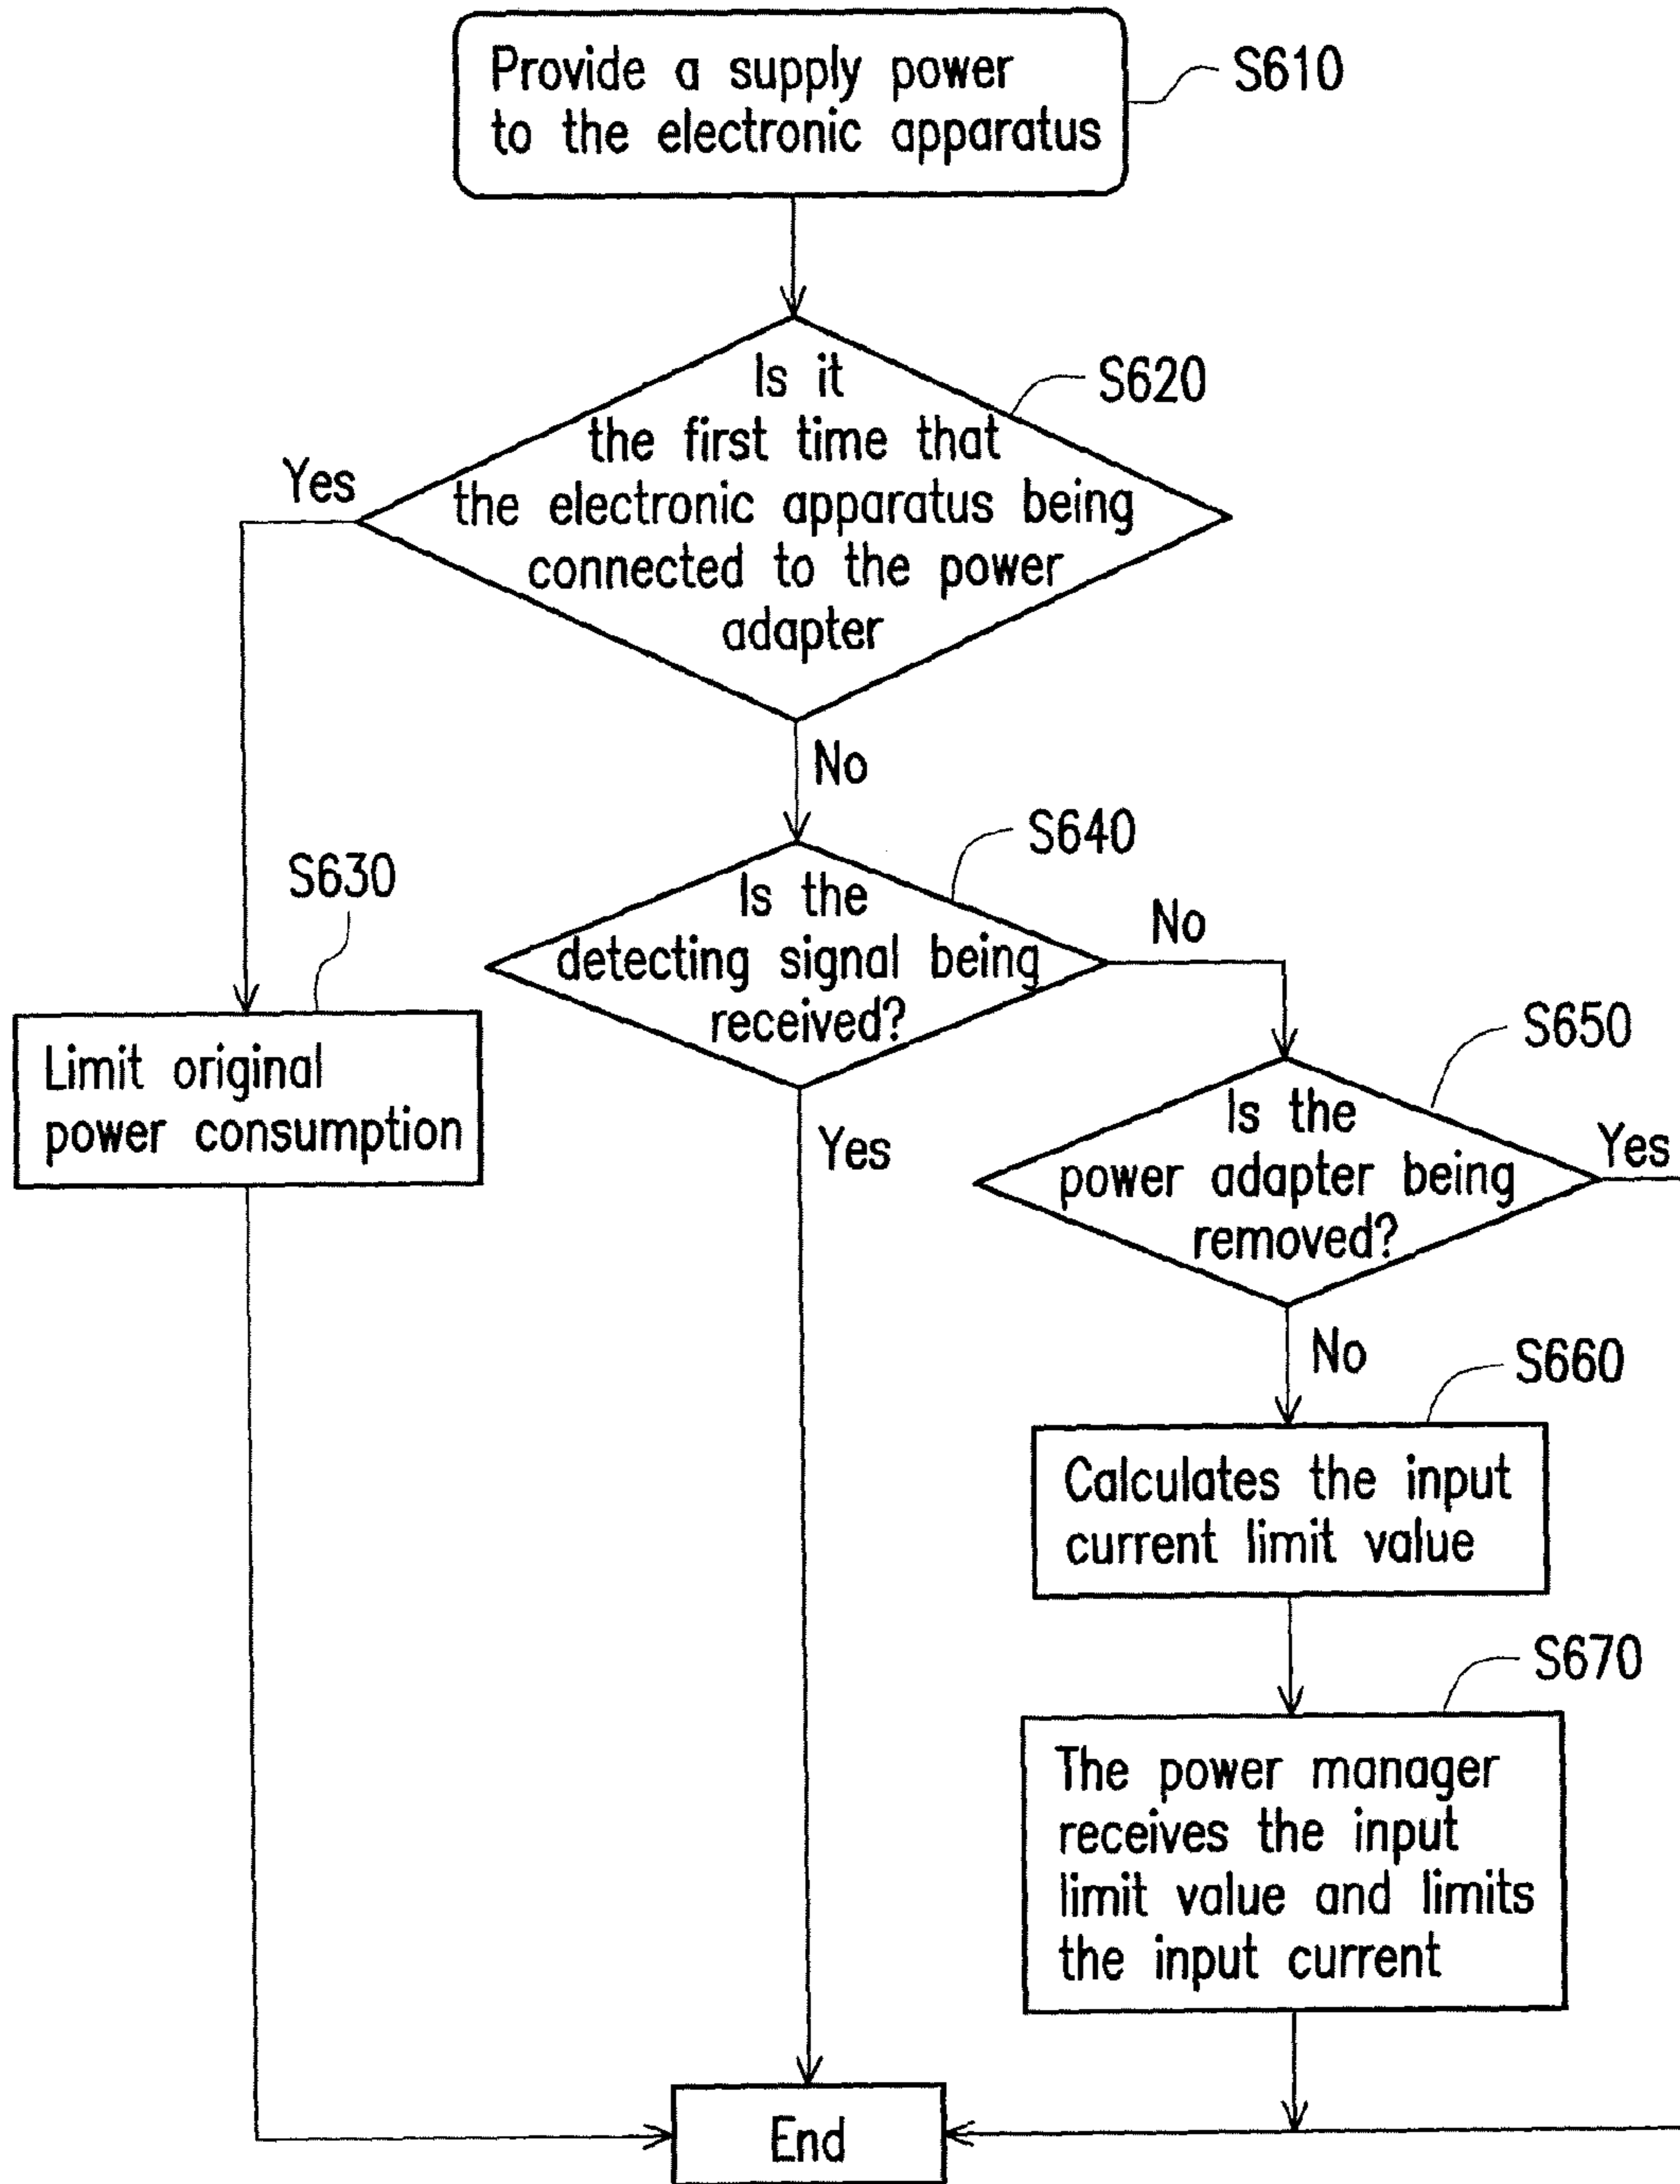 Provide a supply power
to the electronic apparatus
S610
Is it
the first time that
the electronic apparatus being
connected to the power
adapter
S620
Yes
No
S630
Limit original
power consumption
S640
Is the
detecting signal being
received?
No
Yes
S650
Is the
power adapter being
removed?
Yes
No
S660
Calculates the input
current limit value
S670
The power manager
receives the input
limit value and limits
the input current
End